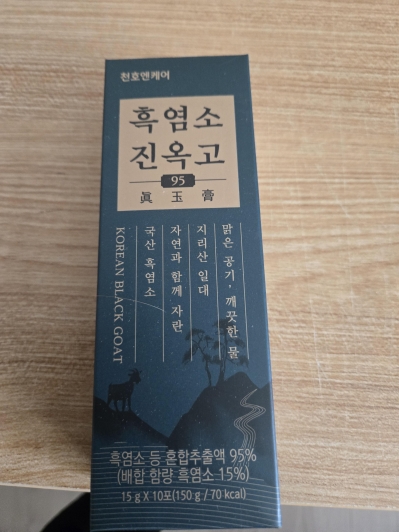 천호엔케어
흑염소
진옥고
95
眞玉膏
맑은 공기·깨끗한 물
지리산 일대
자연과 함께 자란
국산 흑염소
KOREAN BLACK GOAT
흑염소 등 혼합추출액 95%
(배합 함량 흑염소 15%)
15 g X 10포(150 g / 70 kcal)